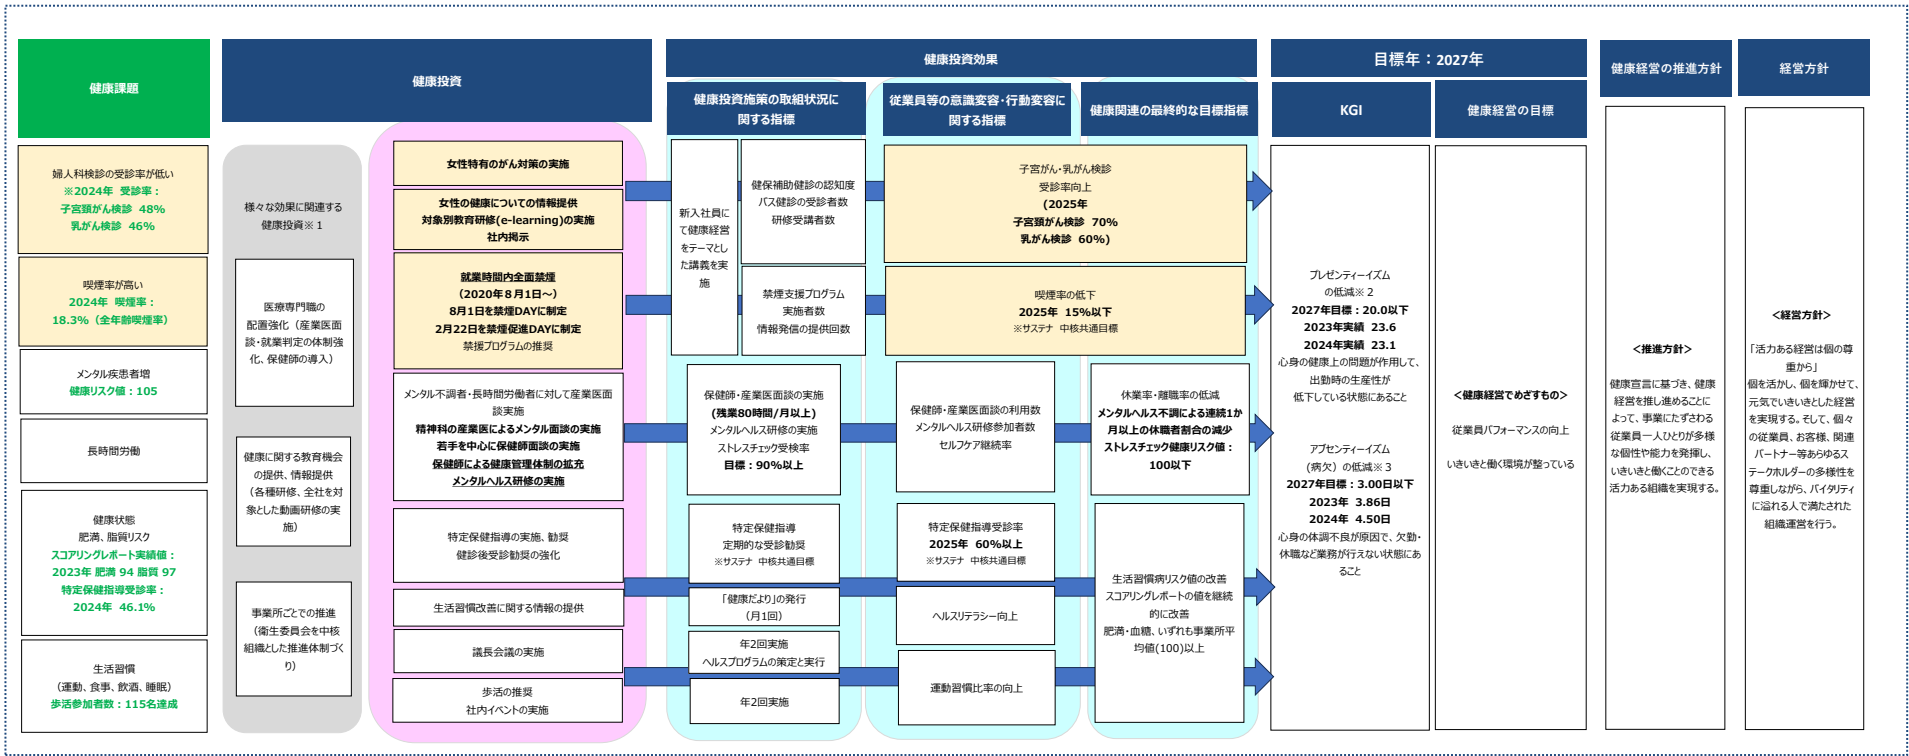 健康課題
健康投資
健康投資効果
健康投資施策の取組状況に
関する指標
従業員等の意識変容・行動変容に
関する指標
健康関連の最終的な目標指標
目標年：2027年
KGI
健康経営の目標
健康経営の推進方針
経営方針
婦人科検診の受診率が低い
※2024年 受診率：
子宮頸がん検診 48%
乳がん検診 46%
喫煙率が高い
2024年 喫煙率：
18.3%（全年齢喫煙率）
メンタル疾患者増
健康リスク値：105
長時間労働
健康状態
肥満、脂質リスク
スコアリングレポート実績値：
2023年 肥満 94 脂質 97
特定保健指導受診率：
2024年 46.1%
生活習慣
（運動、食事、飲酒、睡眠）
歩活参加者数：115名達成
様々な効果に関連する
健康投資※１
医療専門職の
配置強化（産業医面
談・就業判定の体制強
化、保健師の導入）
健康に関する教育機会
の提供、情報提供
（各種研修、全社を対
象とした動画研修の実
施）
事業所ごとでの推進
（衛生委員会を中核
組織とした推進体制づく
り）
女性特有のがん対策の実施
女性の健康についての情報提供
対象別教育研修(e-learning)の実施
社内掲示
就業時間内全面禁煙
（2020年８月1日～）
8月1日を禁煙DAYに制定
2月22日を禁煙促進DAYに制定
禁援プログラムの推奨
メンタル不調者・長時間労働者に対して産業医面
談実施
精神科の産業医によるメンタル面談の実施
若手を中心に保健師面談の実施
保健師による健康管理体制の拡充
メンタルヘルス研修の実施
特定保健指導の実施、勧奨
健診後受診勧奨の強化
生活習慣改善に関する情報の提供
議長会議の実施
歩活の推奨
社内イベントの実施
新入社員に
て健康経営
をテーマとし
た講義を実
施
健保補助健診の認知度
バス健診の受診者数
研修受講者数
禁煙支援プログラム
実施者数
情報発信の提供回数
保健師・産業医面談の実施
(残業80時間/月以上)
メンタルヘルス研修の実施
ストレスチェック受検率
目標：90%以上
特定保健指導
定期的な受診勧奨
※サステナ 中核共通目標
「健康だより」の発行
（月1回）
年2回実施
ヘルスプログラムの策定と実行
年2回実施
子宮がん・乳がん検診
受診率向上
(2025年
子宮頸がん検診 70%
乳がん検診 60%)
喫煙率の低下
2025年 15%以下
※サステナ 中核共通目標
保健師・産業医面談の利用数
メンタルヘルス研修参加者数
セルフケア継続率
特定保健指導受診率
2025年 60%以上
※サステナ 中核共通目標
ヘルスリテラシー向上
運動習慣比率の向上
休業率・離職率の低減
メンタルヘルス不調による連続1か
月以上の休職者割合の減少
ストレスチェック健康リスク値：
100以下
生活習慣病リスク値の改善
スコアリングレポートの値を継続
的に改善
肥満・血糖、いずれも事業所平
均値(100)以上
プレゼンティーイズム
の低減※２
2027年目標：20.0以下
2023年実績 23.6
2024年実績 23.1
心身の健康上の問題が作用して、
出勤時の生産性が
低下している状態にあること
アブセンティーイズム
(病欠）の低減※３
2027年目標：3.00日以下
2023年 3.86日
2024年 4.50日
心身の体調不良が原因で、欠勤・
休職など業務が行えない状態にあ
ること
＜健康経営でめざすもの＞
従業員パフォーマンスの向上
いきいきと働く環境が整っている
＜推進方針＞
健康宣言に基づき、健康
経営を推し進めることに
よって、事業にたずさわる
従業員一人ひとりが多様
な個性や能力を発揮し、
いきいきと働くことのできる
活力ある組織を実現する。
＜経営方針＞
「活力ある経営は個の尊
重から」
個を活かし、個を輝かせて、
元気でいきいきとした経営
を実現する。そして、個々
の従業員、お客様、関連
パートナー等あらゆるス
テークホルダーの多様性を
尊重しながら、バイタリティ
に溢れる人で満たされた
組織運営を行う。